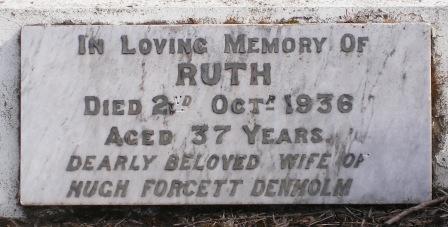 IN LOVING MEMORY OF
RUTH
DIED 2ND OCTR 1936
AGED 37 YEARS
DEARLY BELOVED WIFE OF
HUGH FORCETT DENHOLM